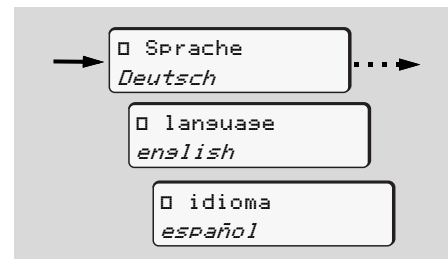 □ Sprache
Deutsch
□ language
english
□ idioma
español